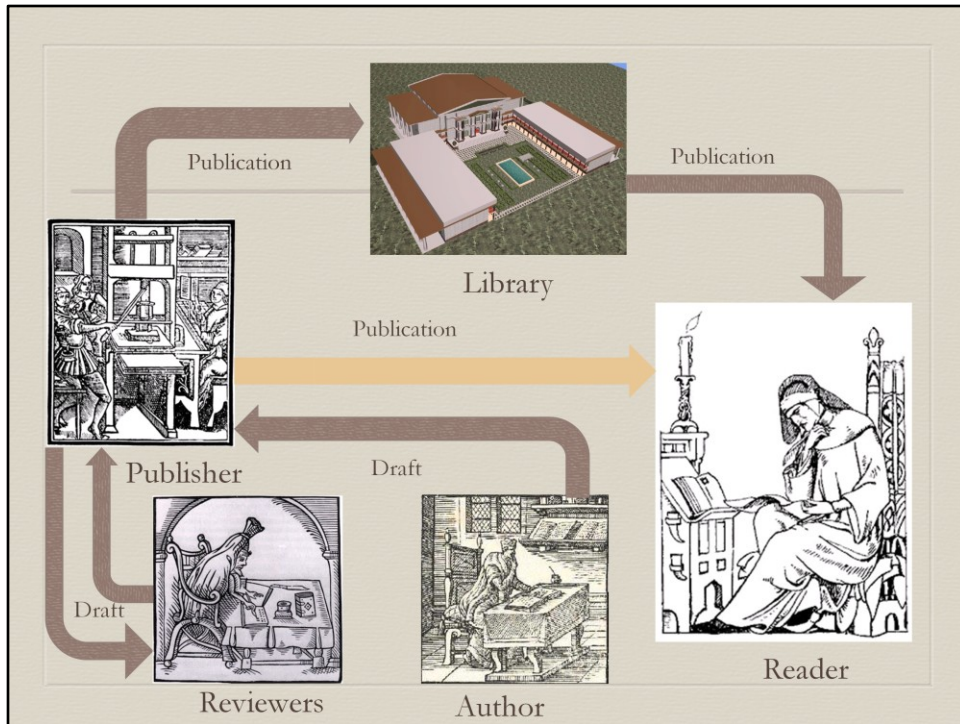 Publication
Publication
Library
Publication
Publisher
Draft
Draft
Reviewers
Author
Reader